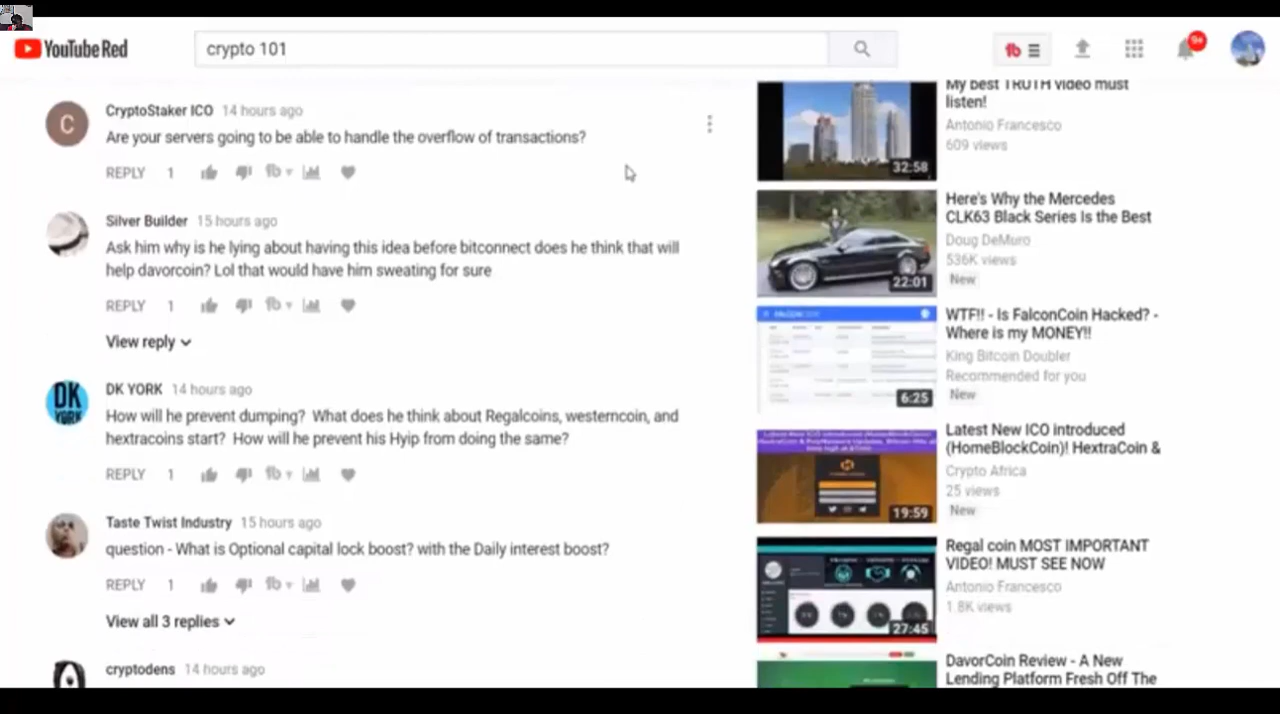 YouTube Red
crypto 101
9+
CryptoStaker ICO 14 hours ago
Are your servers going to be able to handle the overflow of transactions?
REPLY 1
Silver Builder 15 hours ago
Ask him why is he lying about having this idea before bitconnect does he think that will
help davorcoin? Lol that would have him sweating for sure
REPLY 1
View reply
DK YORK 14 hours ago
DK
YORK
How will he prevent dumping? What does he think about Regalcoins, westerncoin, and
hextracoins start? How will he prevent his Hyip from doing the same?
REPLY 1
Taste Twist Industry 15 hours ago
question - What is Optional capital lock boost? with the Daily interest boost?
REPLY 1
View all 3 replies
cryptodens 14 hours ago
My best TRUTH video must
listen!
Antonio Francesco
609 views
32:58
Here's Why the Mercedes
CLK63 Black Series Is the Best
Doug DeMuro
536K views
New
22:01
WTF!! - Is FalconCoin Hacked? -
Where is my MONEY!!
King Bitcoin Doubler
Recommended for you
New
6:25
Latest New ICO introduced
(HomeBlockCoin)! HextraCoin &
Crypto Africa
25 views
New
19:59
Regal coin MOST IMPORTANT
VIDEO! MUST SEE NOW
Antonio Francesco
1.8K views
27:45
DavorCoin Review - A New
Lending Platform Fresh Off The